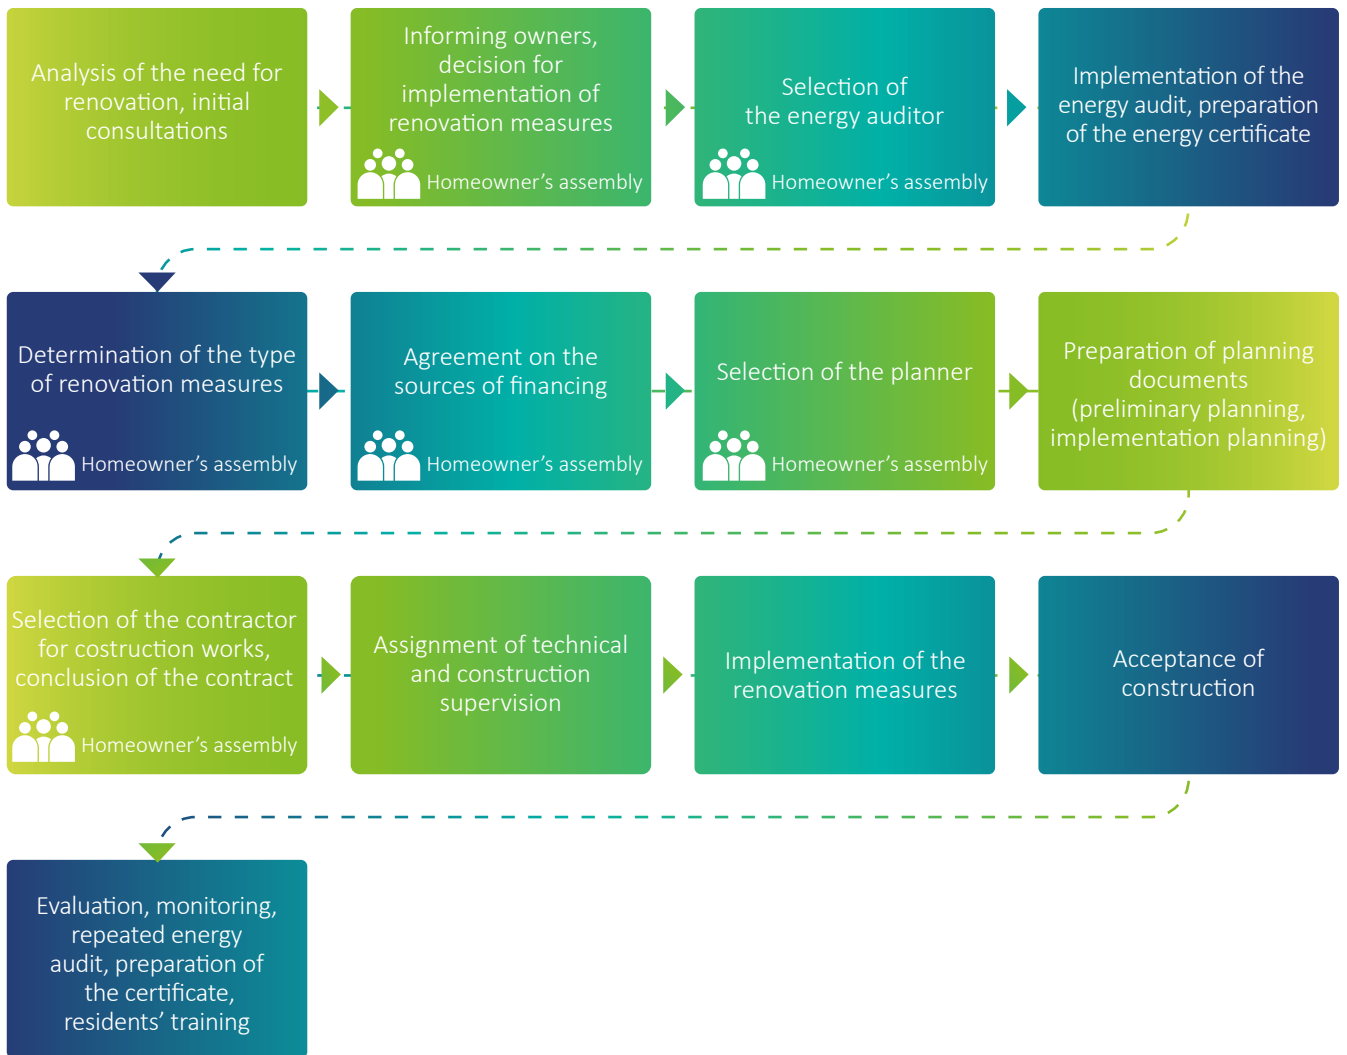 Analysis of the need for
renovation, initial
consultations
Informing owners,
decision for
implementation of
renovation measures
Homeowner’s assembly
Selection of
the energy auditor
Homeowner’s assembly
Implementation of the
energy audit, preparation
of the energy certificate
Determination of the type
of renovation measures
Homeowner’s assembly
Agreement on the
sources of financing
Homeowner’s assembly
Selection of the planner
Homeowner’s assembly
Preparation of planning
documents
(preliminary planning,
implementation planning)
Selection of the contractor
for costruction works,
conclusion of the contract
Homeowner’s assembly
Assignment of technical
and construction
supervision
Implementation of the
renovation measures
Acceptance of
construction
Evaluation, monitoring,
repeated energy
audit, preparation of
the certificate,
residents’ training